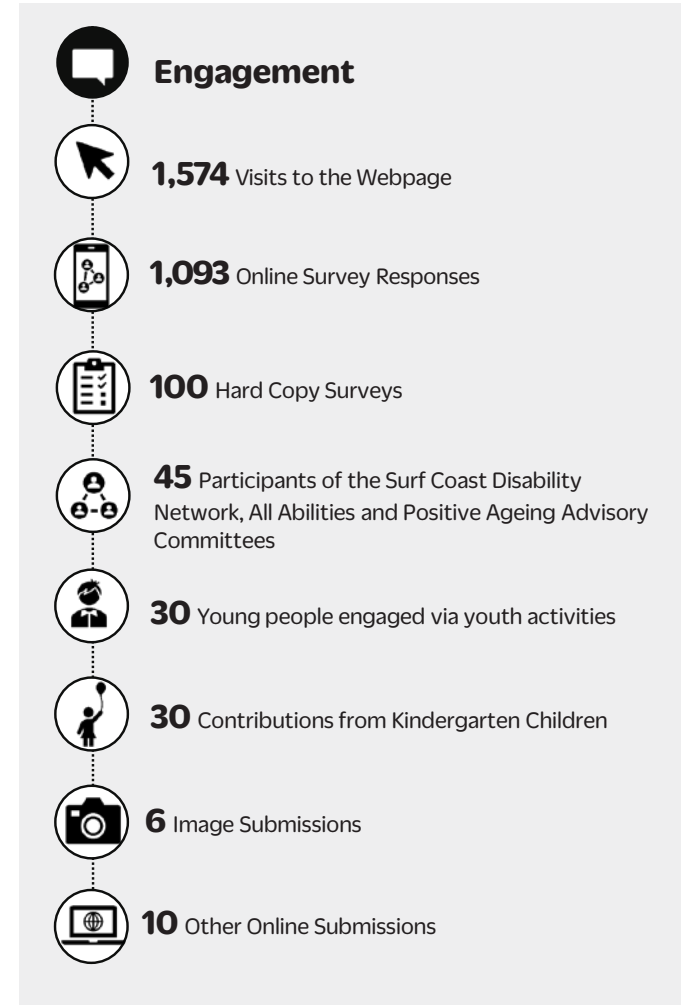 Engagement
1,574 Visits to the Webpage
1,093 Online Survey Responses
100 Hard Copy Surveys
45 Participants of the Surf Coast Disability
Network, All Abilities and Positive Ageing Advisory
Committees
30 Young people engaged via youth activities
30 Contributions from Kindergarten Children
6 Image Submissions
10 Other Online Submissions